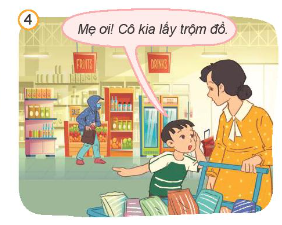 4
Mẹ ơi! Cô kia lấy trộm đồ.
FRUITS
DRINKS